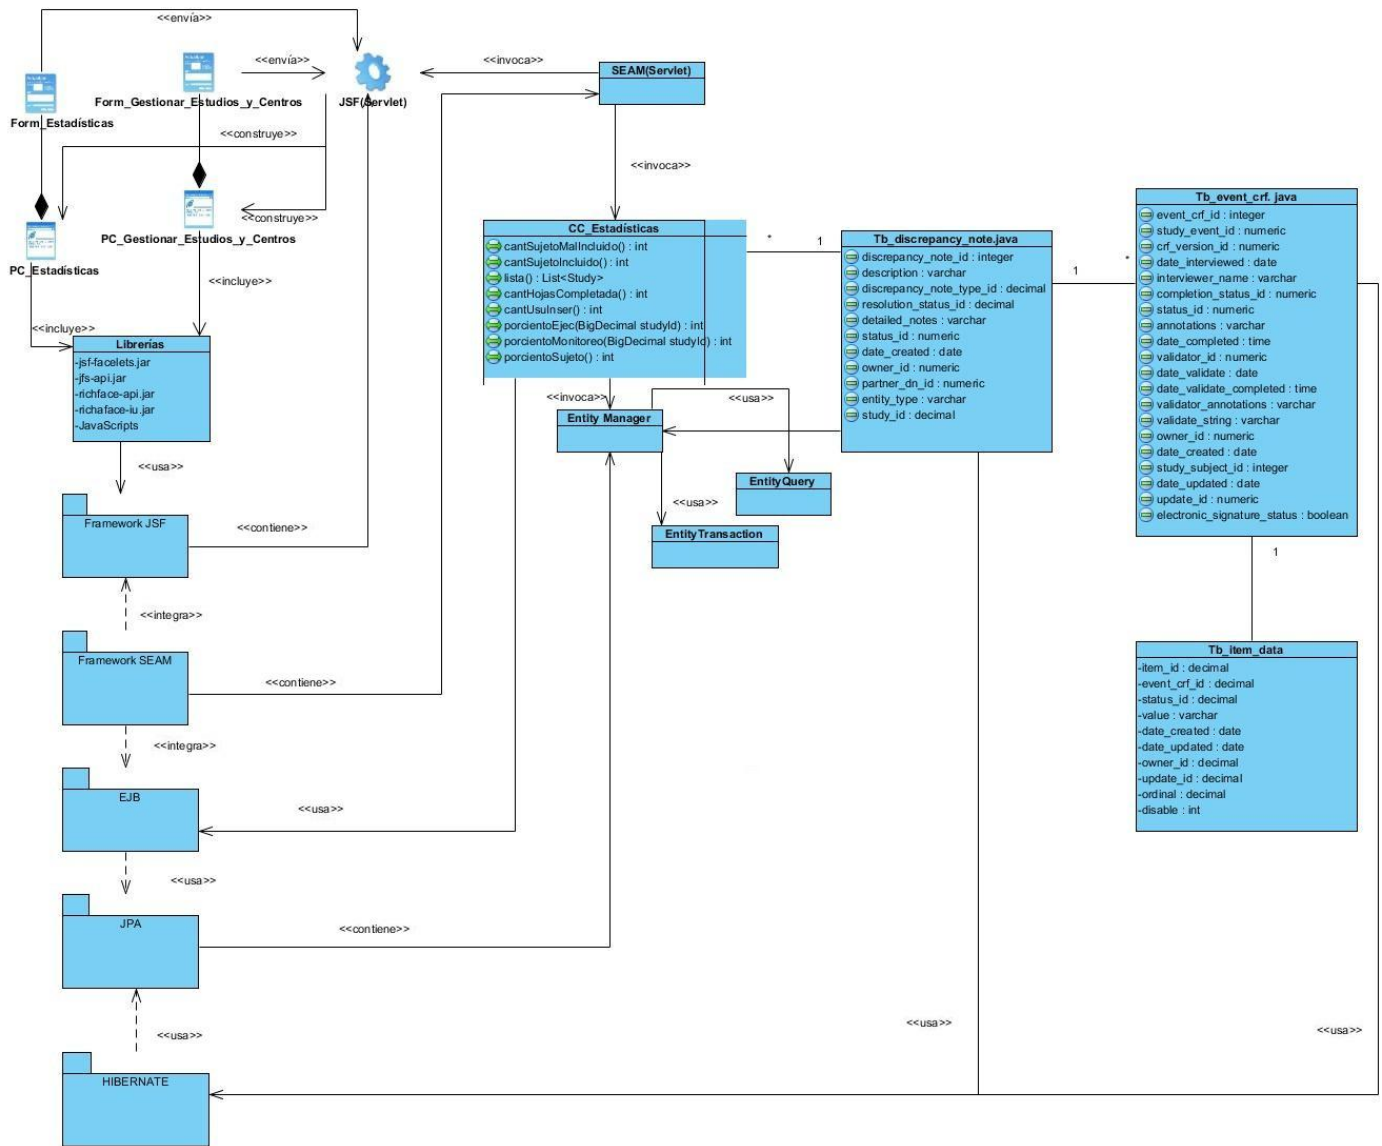 <<envía>>
<<envía>>
<<invoca>>
SEAM(Servlet)
Form_Gestionar_Estudios_y_Centros
JSF(Servlet)
Form_Estadísticas
<<construye>>
<<invoca>>
<<construye>>
PC_Gestionar_Estudios_y_Centros
PC_Estadísticas
<<incluye>>
<<incluye>>
Librerías
-jsf-facelets.jar
-jfs-api.jar
-richface-api.jar
-richaface-iu.jar
-JavaScripts
<<usa>>
CC_Estadísticas
cantSujetoMalIncluido() : int
cantSujetoIncluido() : int
lista() : List<Study>
cantHojasCompletada() : int
cantUsuInser() : int
porcientoEjec(BigDecimal studyId) : int
porcientoMonitoreo(BigDecimal studyId) : int
porcientoSujeto() : int
*
1
Tb_discrepancy_note.java
discrepancy_note_id : integer
description : varchar
discrepancy_note_type_id : decimal
resolution_status_id : decimal
detailed_notes : varchar
status_id : numeric
date_created : date
owner_id : numeric
partner_dn_id : numeric
entity_type : varchar
study_id : decimal
1
*
Tb_event_crf. java
event_crf_id : integer
study_event_id : numeric
crf_version_id : numeric
date_interviewed : date
interviewer_name : varchar
completion_status_id : numeric
status_id : numeric
annotations : varchar
date_completed : time
validator_id : numeric
date_validate : date
date_validate_completed : time
validator_annotations : varchar
validate_string : varchar
owner_id : numeric
date_created : date
study_subject_id : integer
date_updated : date
update_id : numeric
electronic_signature_status : boolean
<<invoca>>
<<usa>>
Entity Manager
EntityQuery
<<usa>>
EntityTransaction
Framework JSF
<<contiene>>
1
<<integra>>
Framework SEAM
<<contiene>>
Tb_item_data
-item_id : decimal
-event_crf_id : decimal
-status_id : decimal
-value : varchar
-date_created : date
-date_updated : date
-owner_id : decimal
-update_id : decimal
-ordinal : decimal
-disable : int
<<integra>>
EJB
<<usa>>
<<usa>>
JPA
<<contiene>>
<<usa>>
<<usa>>
<<usa>>
HIBERNATE